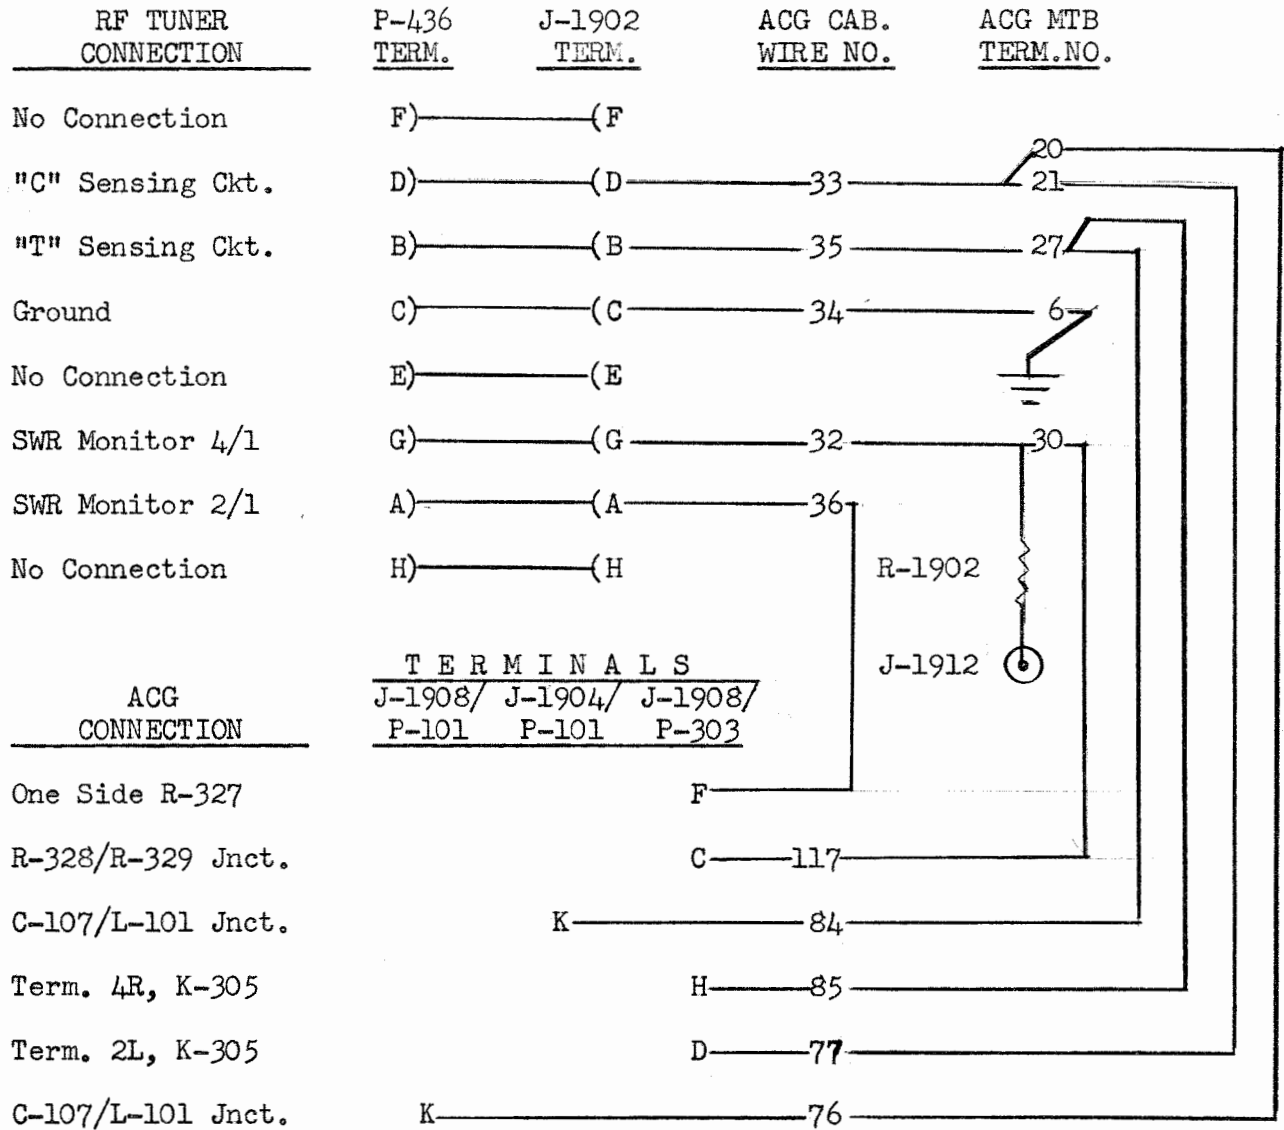 RF TUNER P-436 J-1902 ACG CAB. ACG MTB
CONNECTION TERM. TERM. WIRE NO. TERM.NO.
No Connection F) (F
20
"C" Sensing Ckt. D) (D 33 21
"T" Sensing Ckt. B) (B 35 27
Ground C) (C 34 6
No Connection E) (E
SWR Monitor 4/1 G) (G 32 30
SWR Monitor 2/1 A) (A 36
No Connection H) (H R-1902
T E R M I N A L S J-1912
ACG J-1908/ J-1904/ J-1908/
CONNECTION P-101 P-101 P-303
One Side R-327 F
R-328/R-329 Jnct. C 117
C-107/L-101 Jnct. K 84
Term. 4R, K-305 H 85
Term. 2L, K-305 D 77
C-107/L-101 Jnct. K 76